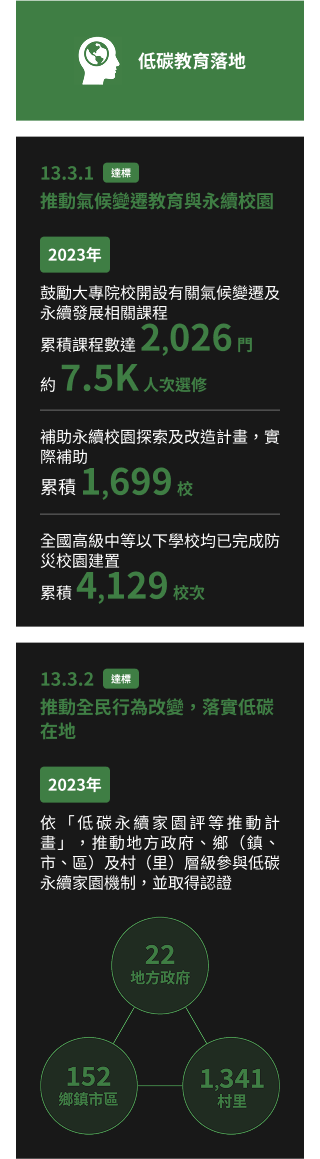 低碳教育落地
13.3.1 達標
推動氣候變遷教育與永續校園
2023年
鼓勵大專院校開設有關氣候變遷及
永續發展相關課程
累積課程數達 2,026 門
約 7.5K 人次選修
補助永續校園探索及改造計畫，實
際補助
累積 1,699 校
全國高級中等以下學校均已完成防
災校園建置
累積 4,129 校次
13.3.2 達標
推動全民行為改變，落實低碳
在地
2023年
依「低碳永續家園評等推動計
畫」，推動地方政府、鄉（鎮、
市、區）及村（里）層級參與低碳
永續家園機制，並取得認證
22
地方政府
152
鄉鎮市區
1,341
村里